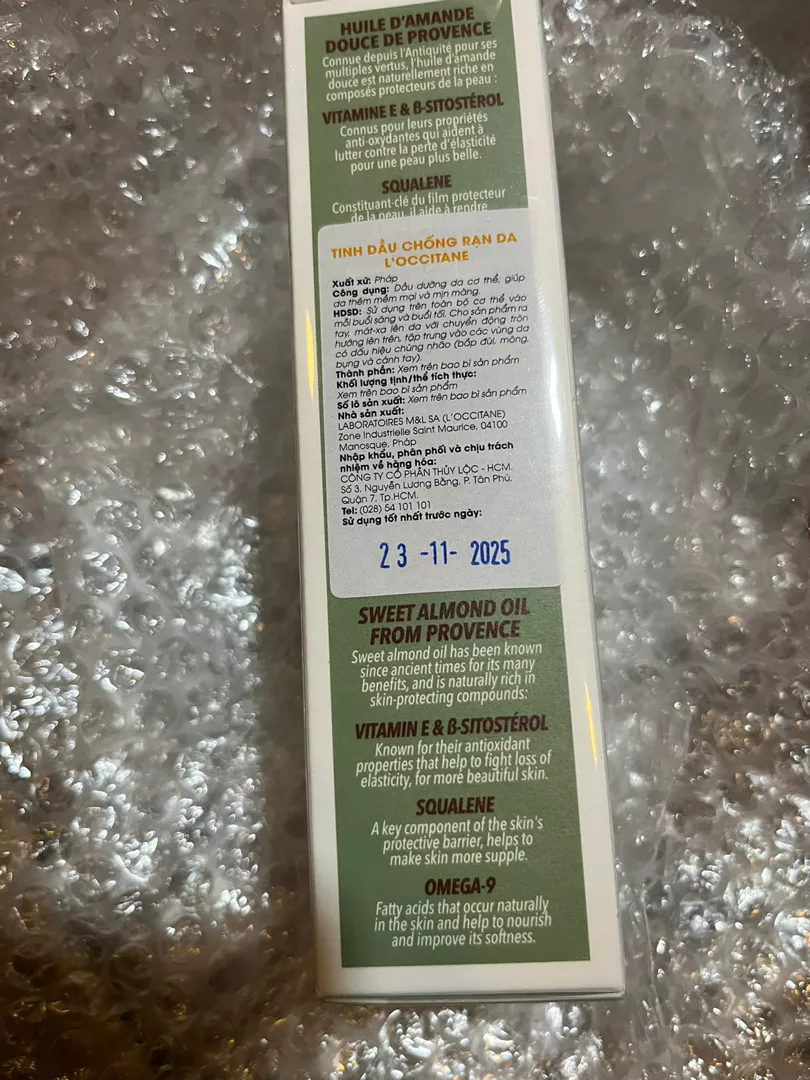 HUILE D'AMANDE
DOUCE DE PROVENCE
Connue depuis l'Antiquité pour ses
multiples vertus, l'huile d'amande
douce est naturellement riche en
composés protecteurs de la peau :
VITAMINE E & ß-SITOSTÉROL
Connus pour leurs propriétés
anti-oxydantes qui aident à
lutter contre la perte d'élasticité
pour une peau plus belle.
SQUALENE
Constituant-clé du film protecteur
de la peau, il aide à rendre
TINH DẦU CHỐNG RẠN DA
L'OCCITANE
Xuất xứ: Pháp
Công dụng: Dầu dưỡng da cơ thể, giúp
da thêm mềm mại và mịn màng.
HDSD: Sử dụng trên toàn bộ cơ thể vào
mỗi buổi sáng và buổi tối. Cho sản phẩm ra
tay, mát-xa lên da với chuyển động tròn
hướng lên trên, tập trung vào các vùng da
có dấu hiệu chùng nhão (bắp đùi, mông,
bụng và cánh tay).
Thành phần: Xem trên bao bì sản phẩm
Khối lượng tịnh/thể tích thực:
Xem trên bao bì sản phẩm
Số lô sản xuất: Xem trên bao bì sản phẩm
Nhà sản xuất:
LABORATOIRES M&L SA (L'OCCITANE)
Zone Industrielle Saint Maurice, 04100
Manosque, Pháp
Nhập khẩu, phân phối và chịu trách
nhiệm về hàng hóa:
CÔNG TY CỔ PHẦN THỦY LỘC - HCM.
Số 3, Nguyễn Lương Bằng, P. Tân Phú,
Quận 7, Tp.HCM.
Tel: (028) 54 101 101
Sử dụng tốt nhất trước ngày:
23 -11- 2025
SWEET ALMOND OIL
FROM PROVENCE
Sweet almond oil has been known
since ancient times for its many
benefits, and is naturally rich in
skin-protecting compounds:
VITAMIN E & ß-SITOSTÉROL
Known for their antioxidant
properties that help to fight loss of
elasticity, for more beautiful skin.
SQUALENE
A key component of the skin's
protective barrier, helps to
make skin more supple.
OMEGA-9
Fatty acids that occur naturally
in the skin and help to nourish
and improve its softness.